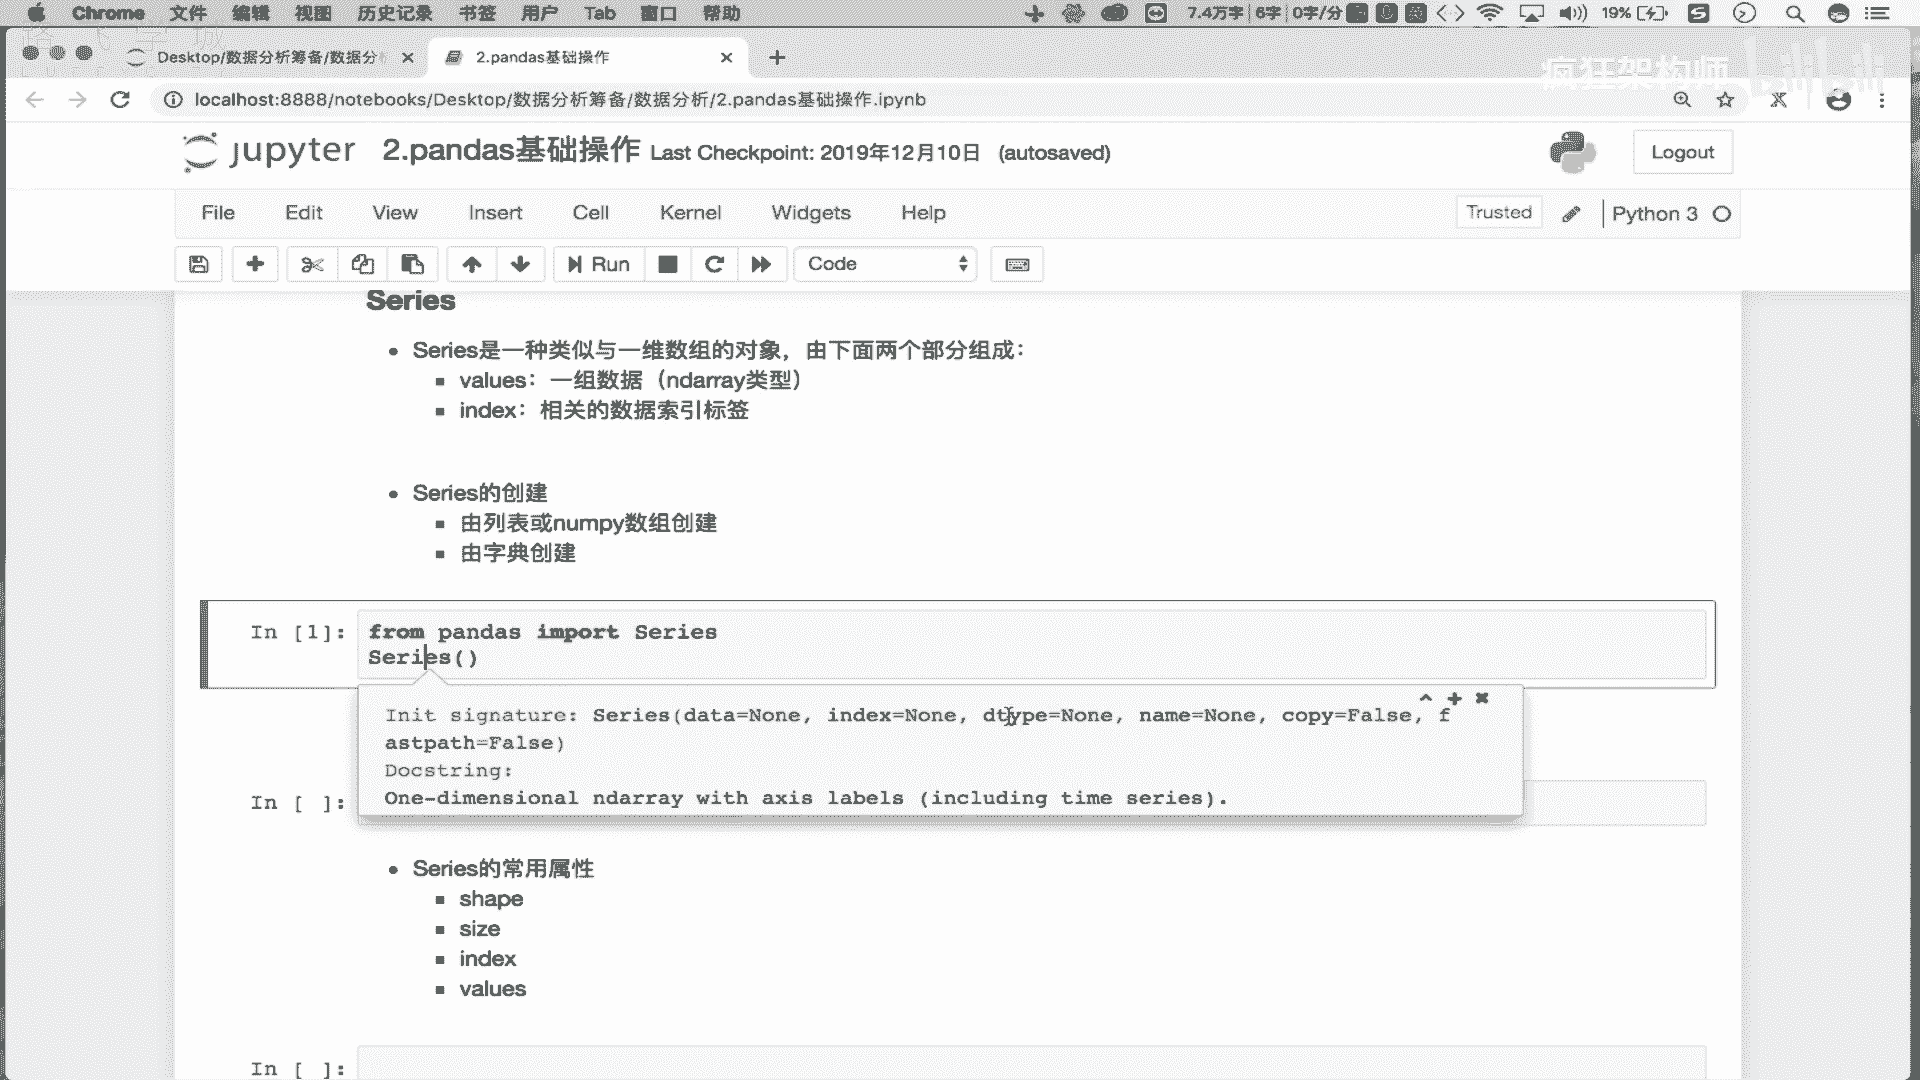 Chrome 文件 编辑 视图 历史记录 书签 用户 Tab 窗口 帮助 7.4万字 6字 0字/分 19%
Desktop/数据分析筹备/数据分 2.pandas基础操作
疯狂架构师 bilibili
localhost:8888/notebooks/Desktop/数据分析筹备/数据分析/2.pandas基础操作.ipynb
jupyter 2.pandas基础操作 Last Checkpoint: 2019年12月10日 (autosaved) Logout
File Edit View Insert Cell Kernel Widgets Help Trusted Python 3
Run Code
Series
Series是一种类似与一维数组的对象，由下面两个部分组成：
values：一组数据（ndarray类型）
index：相关的数据索引标签
Series的创建
由列表或numpy数组创建
由字典创建
In [1]: from pandas import Series
Series()
Init signature: Series(data=None, index=None, dtype=None, name=None, copy=False, f
astpath=False)
Docstring:
One-dimensional ndarray with axis labels (including time series).
In [ ]:
Series的常用属性
shape
size
index
values
In [ ]: